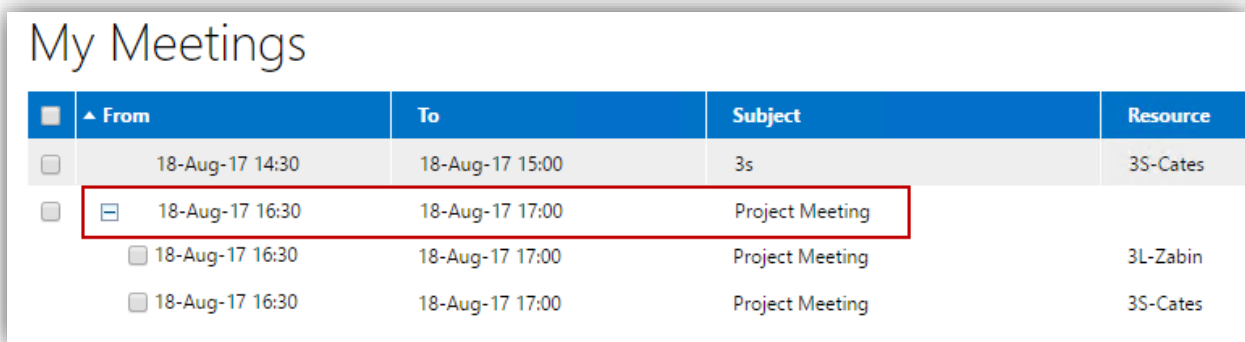 My Meetings
From To Subject Resource
18-Aug-17 14:30 18-Aug-17 15:00 3s 3S-Cates
18-Aug-17 16:30 18-Aug-17 17:00 Project Meeting
18-Aug-17 16:30 18-Aug-17 17:00 Project Meeting 3L-Zabin
18-Aug-17 16:30 18-Aug-17 17:00 Project Meeting 3S-Cates